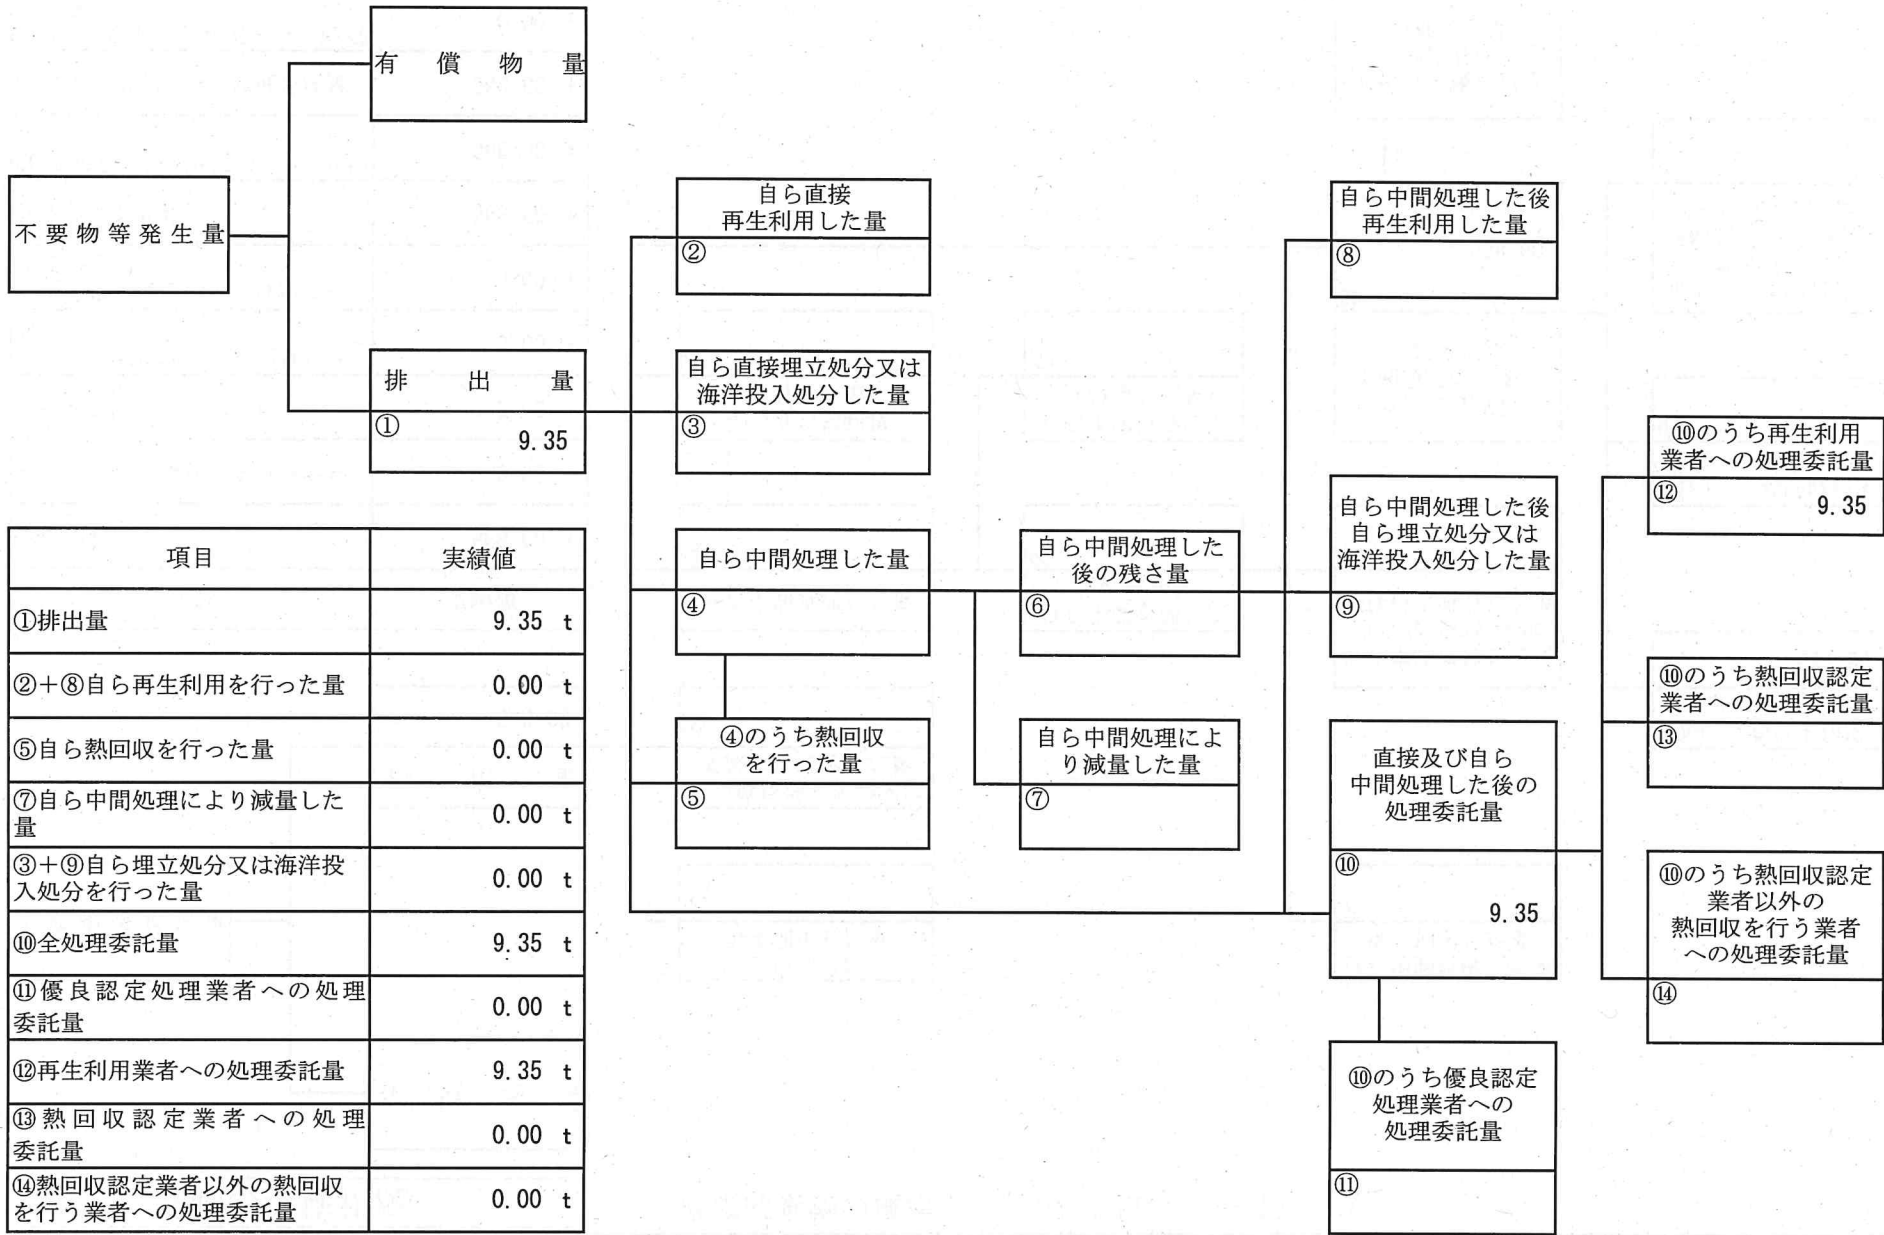 有償物量
不要物等発生量
排出量
①
9.35
自ら直接
再生利用した量
②
自ら直接埋立処分又は
海洋投入処分した量
③
自ら中間処理した量
④
④のうち熱回収
を行った量
⑤
自ら中間処理した
後の残さ量
⑥
自ら中間処理によ
り減量した量
⑦
自ら中間処理した後
再生利用した量
⑧
自ら中間処理した後
自ら埋立処分又は
海洋投入処分した量
⑨
直接及び自ら
中間処理した後の
処理委託量
⑩
9.35
⑩のうち優良認定
処理業者への
処理委託量
⑪
⑩のうち再生利用
業者への処理委託量
⑫
9.35
⑩のうち熱回収認定
業者への処理委託量
⑬
⑩のうち熱回収認定
業者以外の
熱回収を行う業者
への処理委託量
⑭
項目 実績値
①排出量 9.35 t
②＋⑧自ら再生利用を行った量 0.00 t
⑤自ら熱回収を行った量 0.00 t
⑦自ら中間処理により減量した
量 0.00 t
③＋⑨自ら埋立処分又は海洋投
入処分を行った量 0.00 t
⑩全処理委託量 9.35 t
⑪優良認定処理業者への処理
委託量 0.00 t
⑫再生利用業者への処理委託量 9.35 t
⑬熱回収認定業者への処理
委託量 0.00 t
⑭熱回収認定業者以外の熱回収
を行う業者への処理委託量 0.00 t